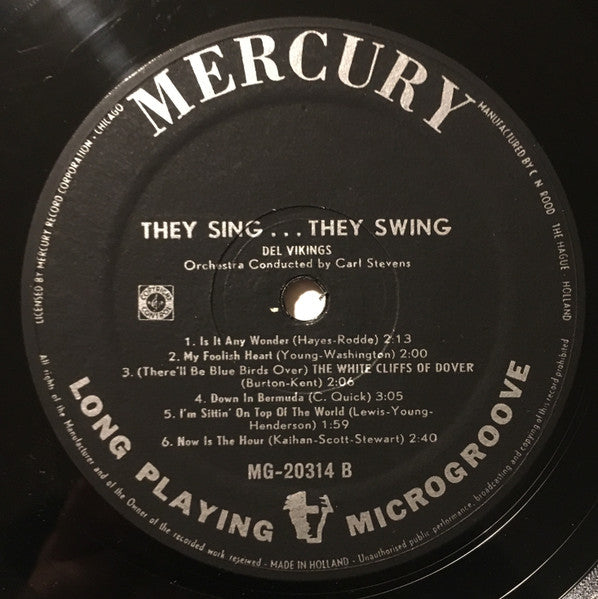 MERCURY
LICENSED BY MERCURY RECORD CORPORATION - CHICAGO
MANUFACTURED BY C. N. ROOD THE HAGUE - HOLLAND
THEY SING... THEY SWING
DEL VIKINGS
Orchestra Conducted by Carl Stevens
1. Is It Any Wonder (Hayes-Rodde) 2:13
2. My Foolish Heart (Young-Washington) 2:00
3. (There'll Be Blue Birds Over) THE WHITE CLIFFS OF DOVER
(Burton-Kent) 2:06
4. Down In Bermuda (C. Quick) 3:05
5. I'm Sittin' On Top Of The World (Lewis-Young-
Henderson) 1:59
6. Now Is The Hour (Kaihan-Scott-Stewart) 2:40
MG-20314 B
LONG PLAYING MICROGROOVE
All rights of the Manufacturer and of the Owner of the recorded work reserved - MADE IN HOLLAND - Unauthorised public performance, broadcasting and copying of this record prohibited